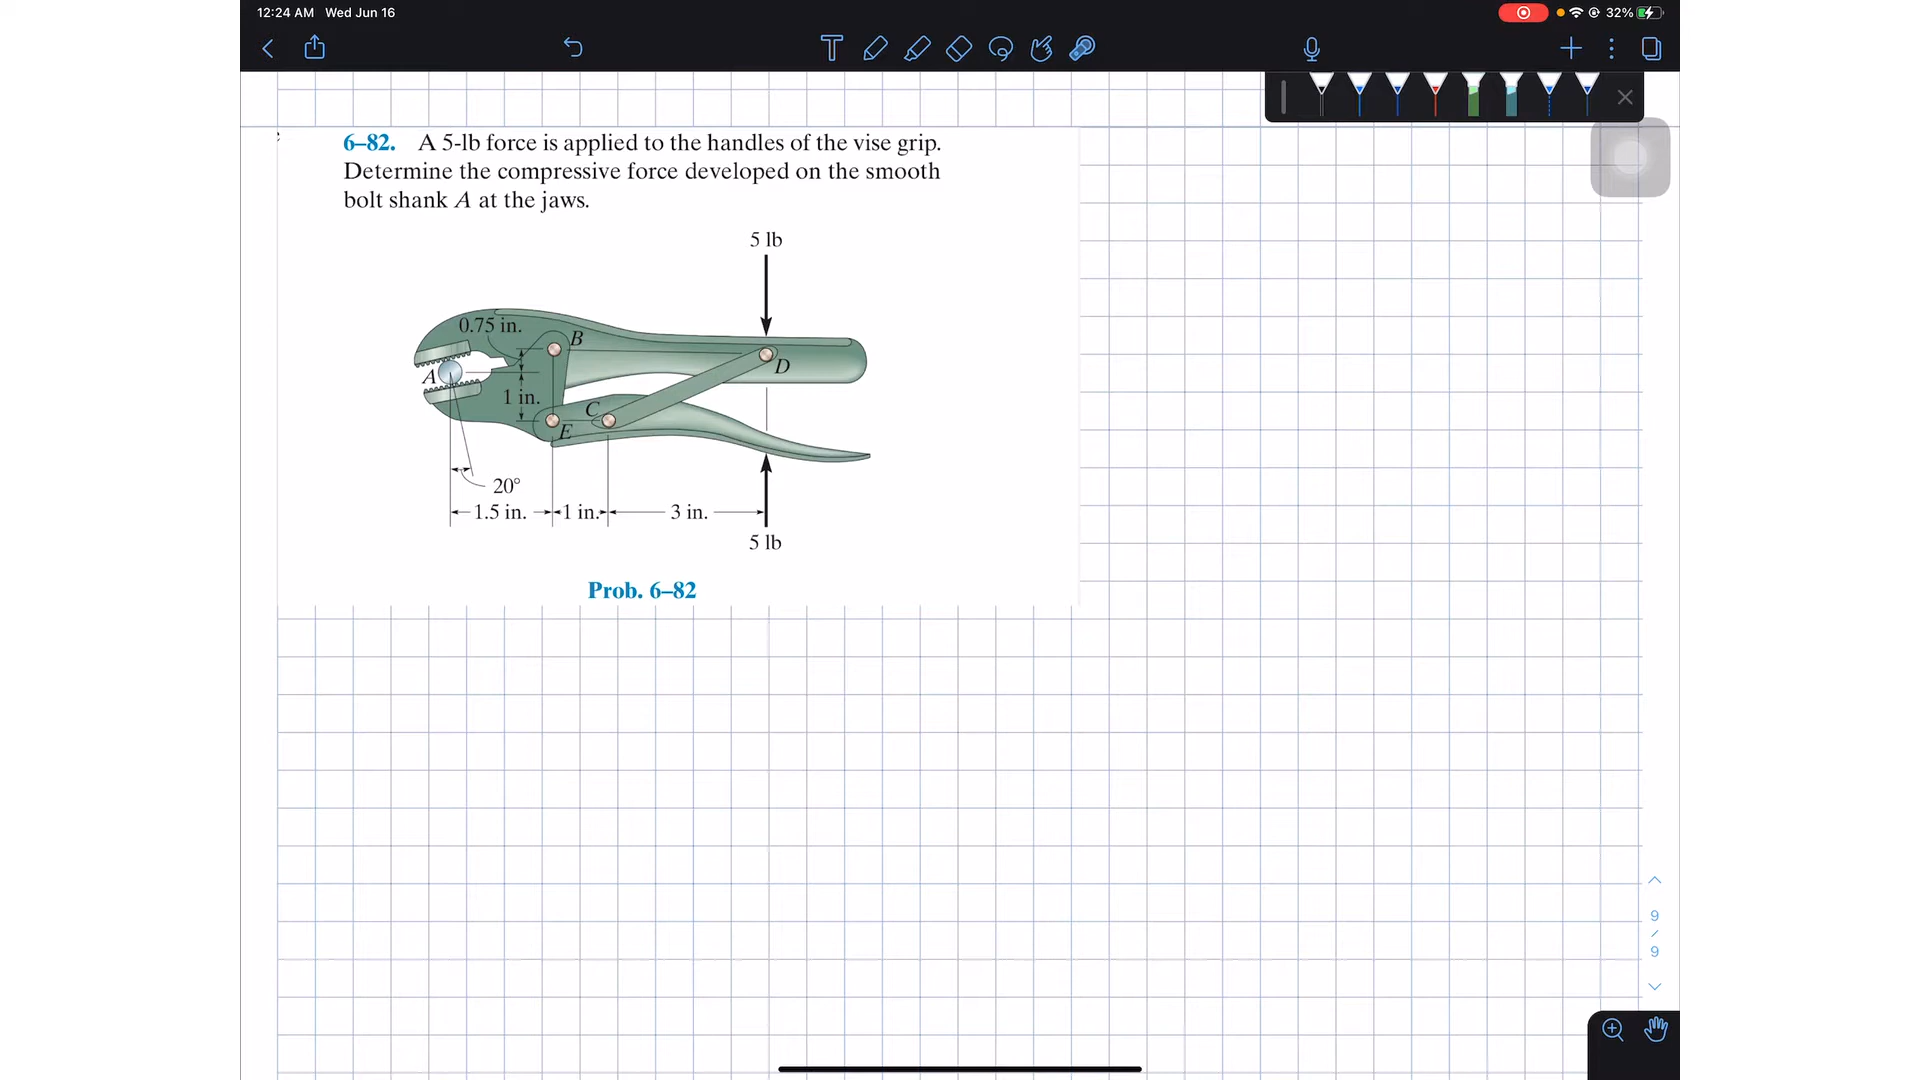 12:24 AM Wed Jun 16
32%
6–82. A 5-lb force is applied to the handles of the vise grip.
Determine the compressive force developed on the smooth
bolt shank A at the jaws.
5 lb
0.75 in.
B
A
D
1 in.
C
E
20°
1.5 in.
1 in.
3 in.
5 lb
Prob. 6–82
9
/
9